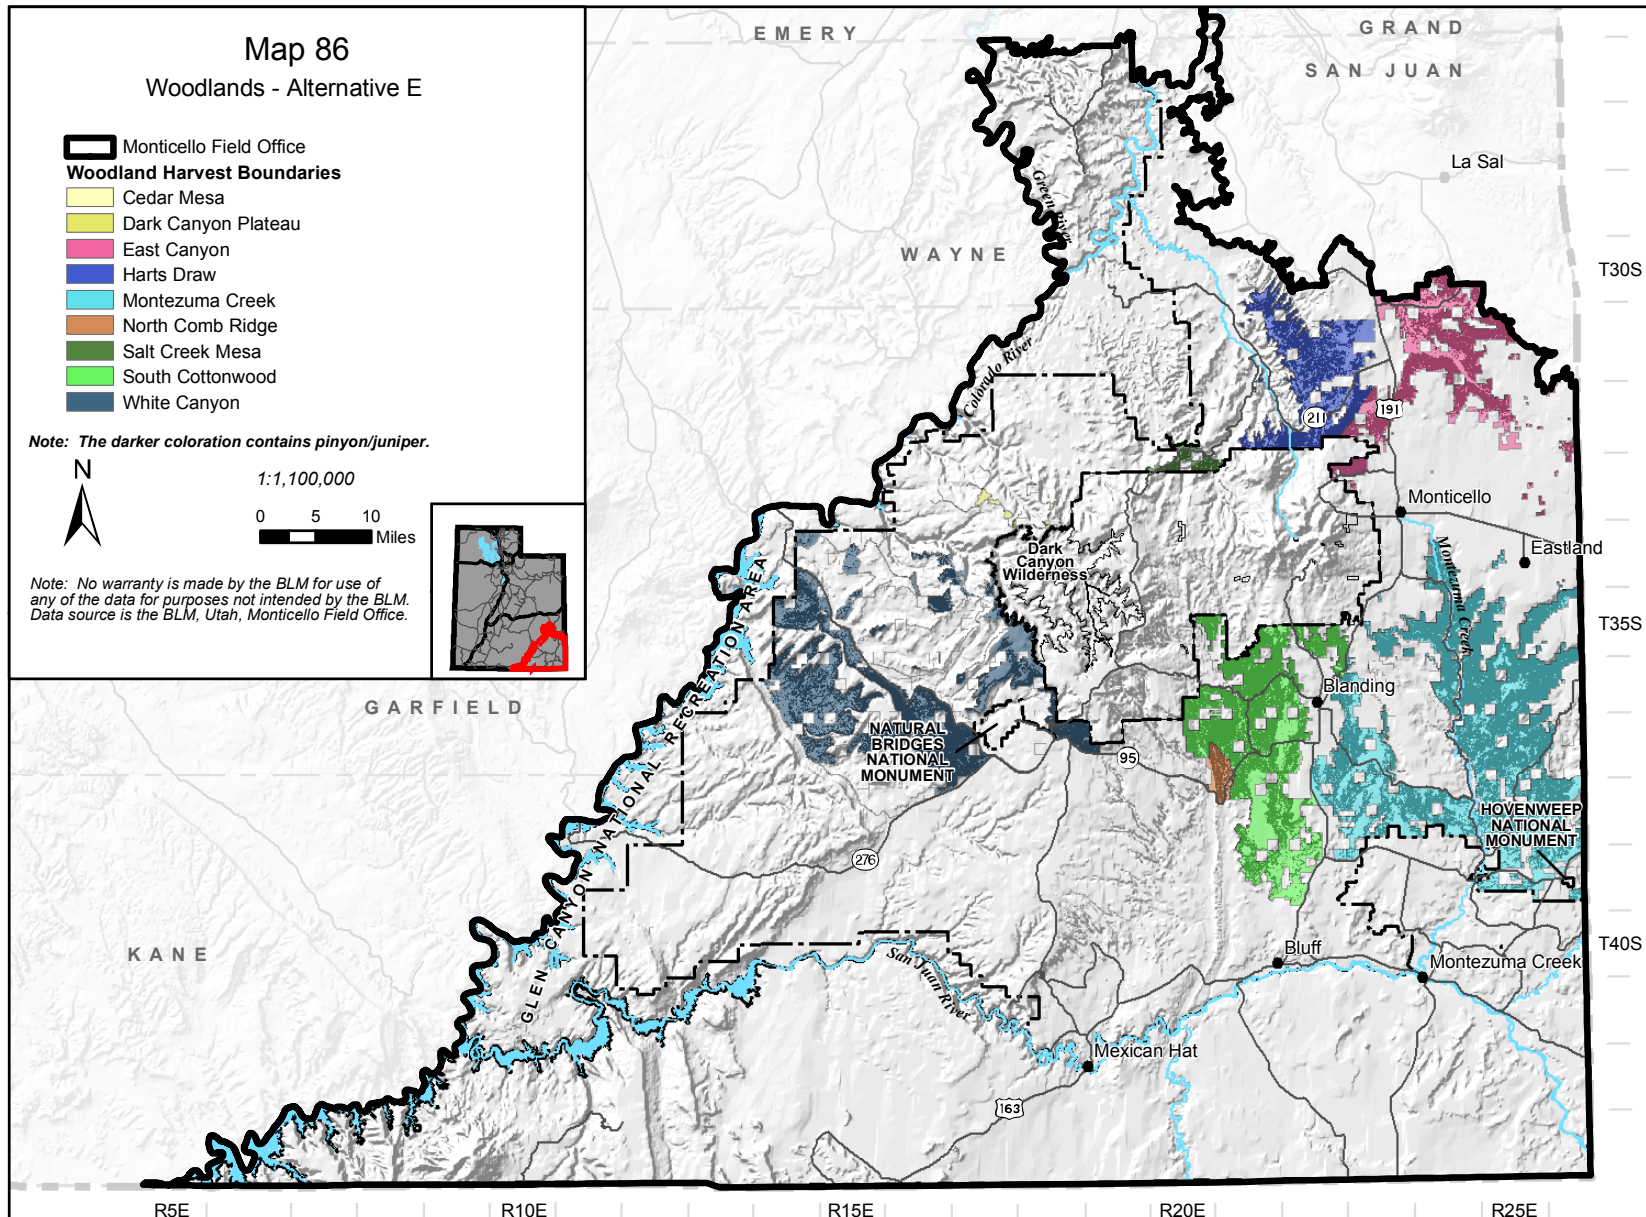 Map 86
Woodlands - Alternative E
Monticello Field Office
Woodland Harvest Boundaries
Cedar Mesa
Dark Canyon Plateau
East Canyon
Harts Draw
Montezuma Creek
North Comb Ridge
Salt Creek Mesa
South Cottonwood
White Canyon
Note: The darker coloration contains pinyon/juniper.
N
1:1,100,000
0 5 10
Miles
Note: No warranty is made by the BLM for use of
any of the data for purposes not intended by the BLM.
Data source is the BLM, Utah, Monticello Field Office.
EMERY
GRAND
SAN JUAN
La Sal
WAYNE
Green River
T30S
Colorado River
211
191
Monticello
Eastland
Montezuma Creek
Dark
Canyon
Wilderness
T35S
Blanding
GARFIELD
GLEN CANYON NATIONAL RECREATION AREA
NATURAL
BRIDGES
NATIONAL
MONUMENT
95
HOVENWEEP
NATIONAL
MONUMENT
276
KANE
T40S
Bluff
Montezuma Creek
San Juan River
Mexican Hat
163
R5E
R10E
R15E
R20E
R25E